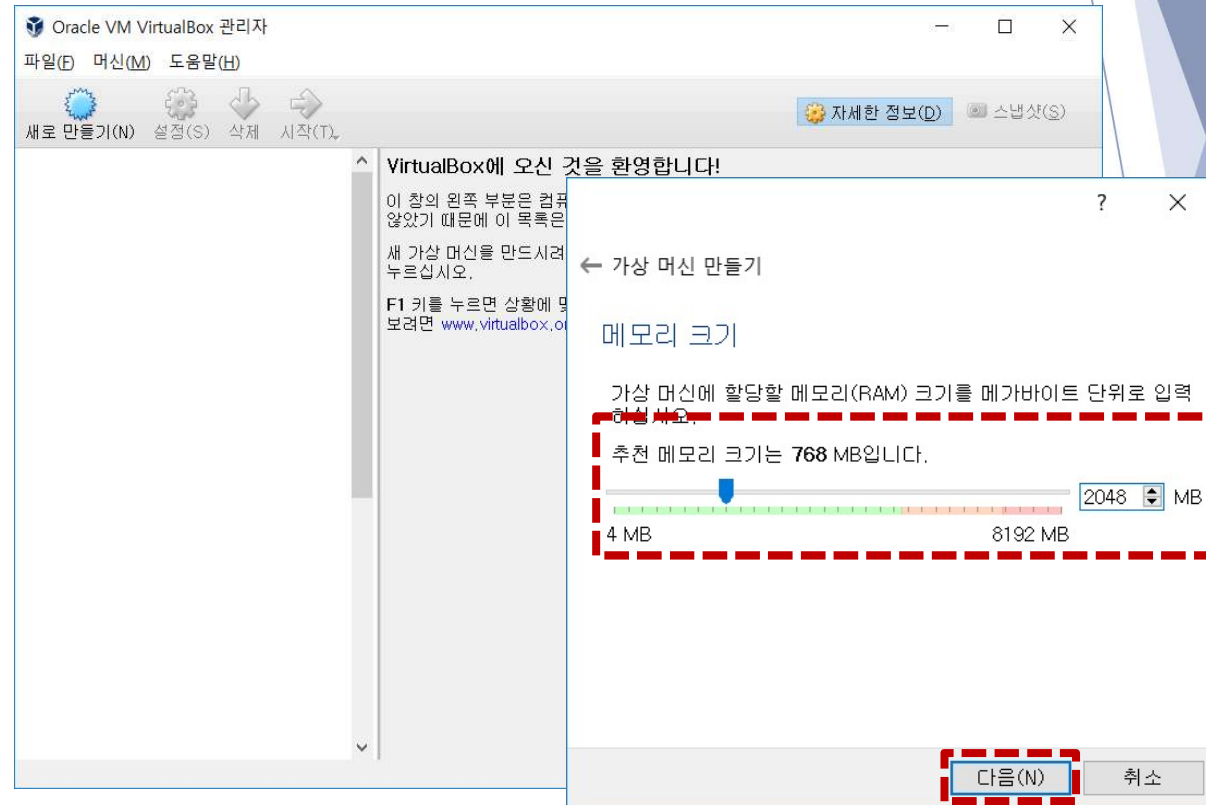 Oracle VM VirtualBox 관리자
파일(F) 머신(M) 도움말(H)
새로 만들기(N) 설정(S) 삭제 시작(T)
자세한 정보(D) 스냅샷(S)
VirtualBox에 오신 것을 환영합니다!
이 창의 왼쪽 부분은 컴퓨
않았기 때문에 이 목록은
새 가상 머신을 만드시려
누르십시오.
F1 키를 누르면 상황에
보려면 www.virtualbox.or
?
가상 머신 만들기
메모리 크기
가상 머신에 할당할 메모리(RAM) 크기를 메가바이트 단위로 입력
하십시오.
추천 메모리 크기는 768 MB입니다.
2048 MB
4 MB 8192 MB
다음(N) 취소